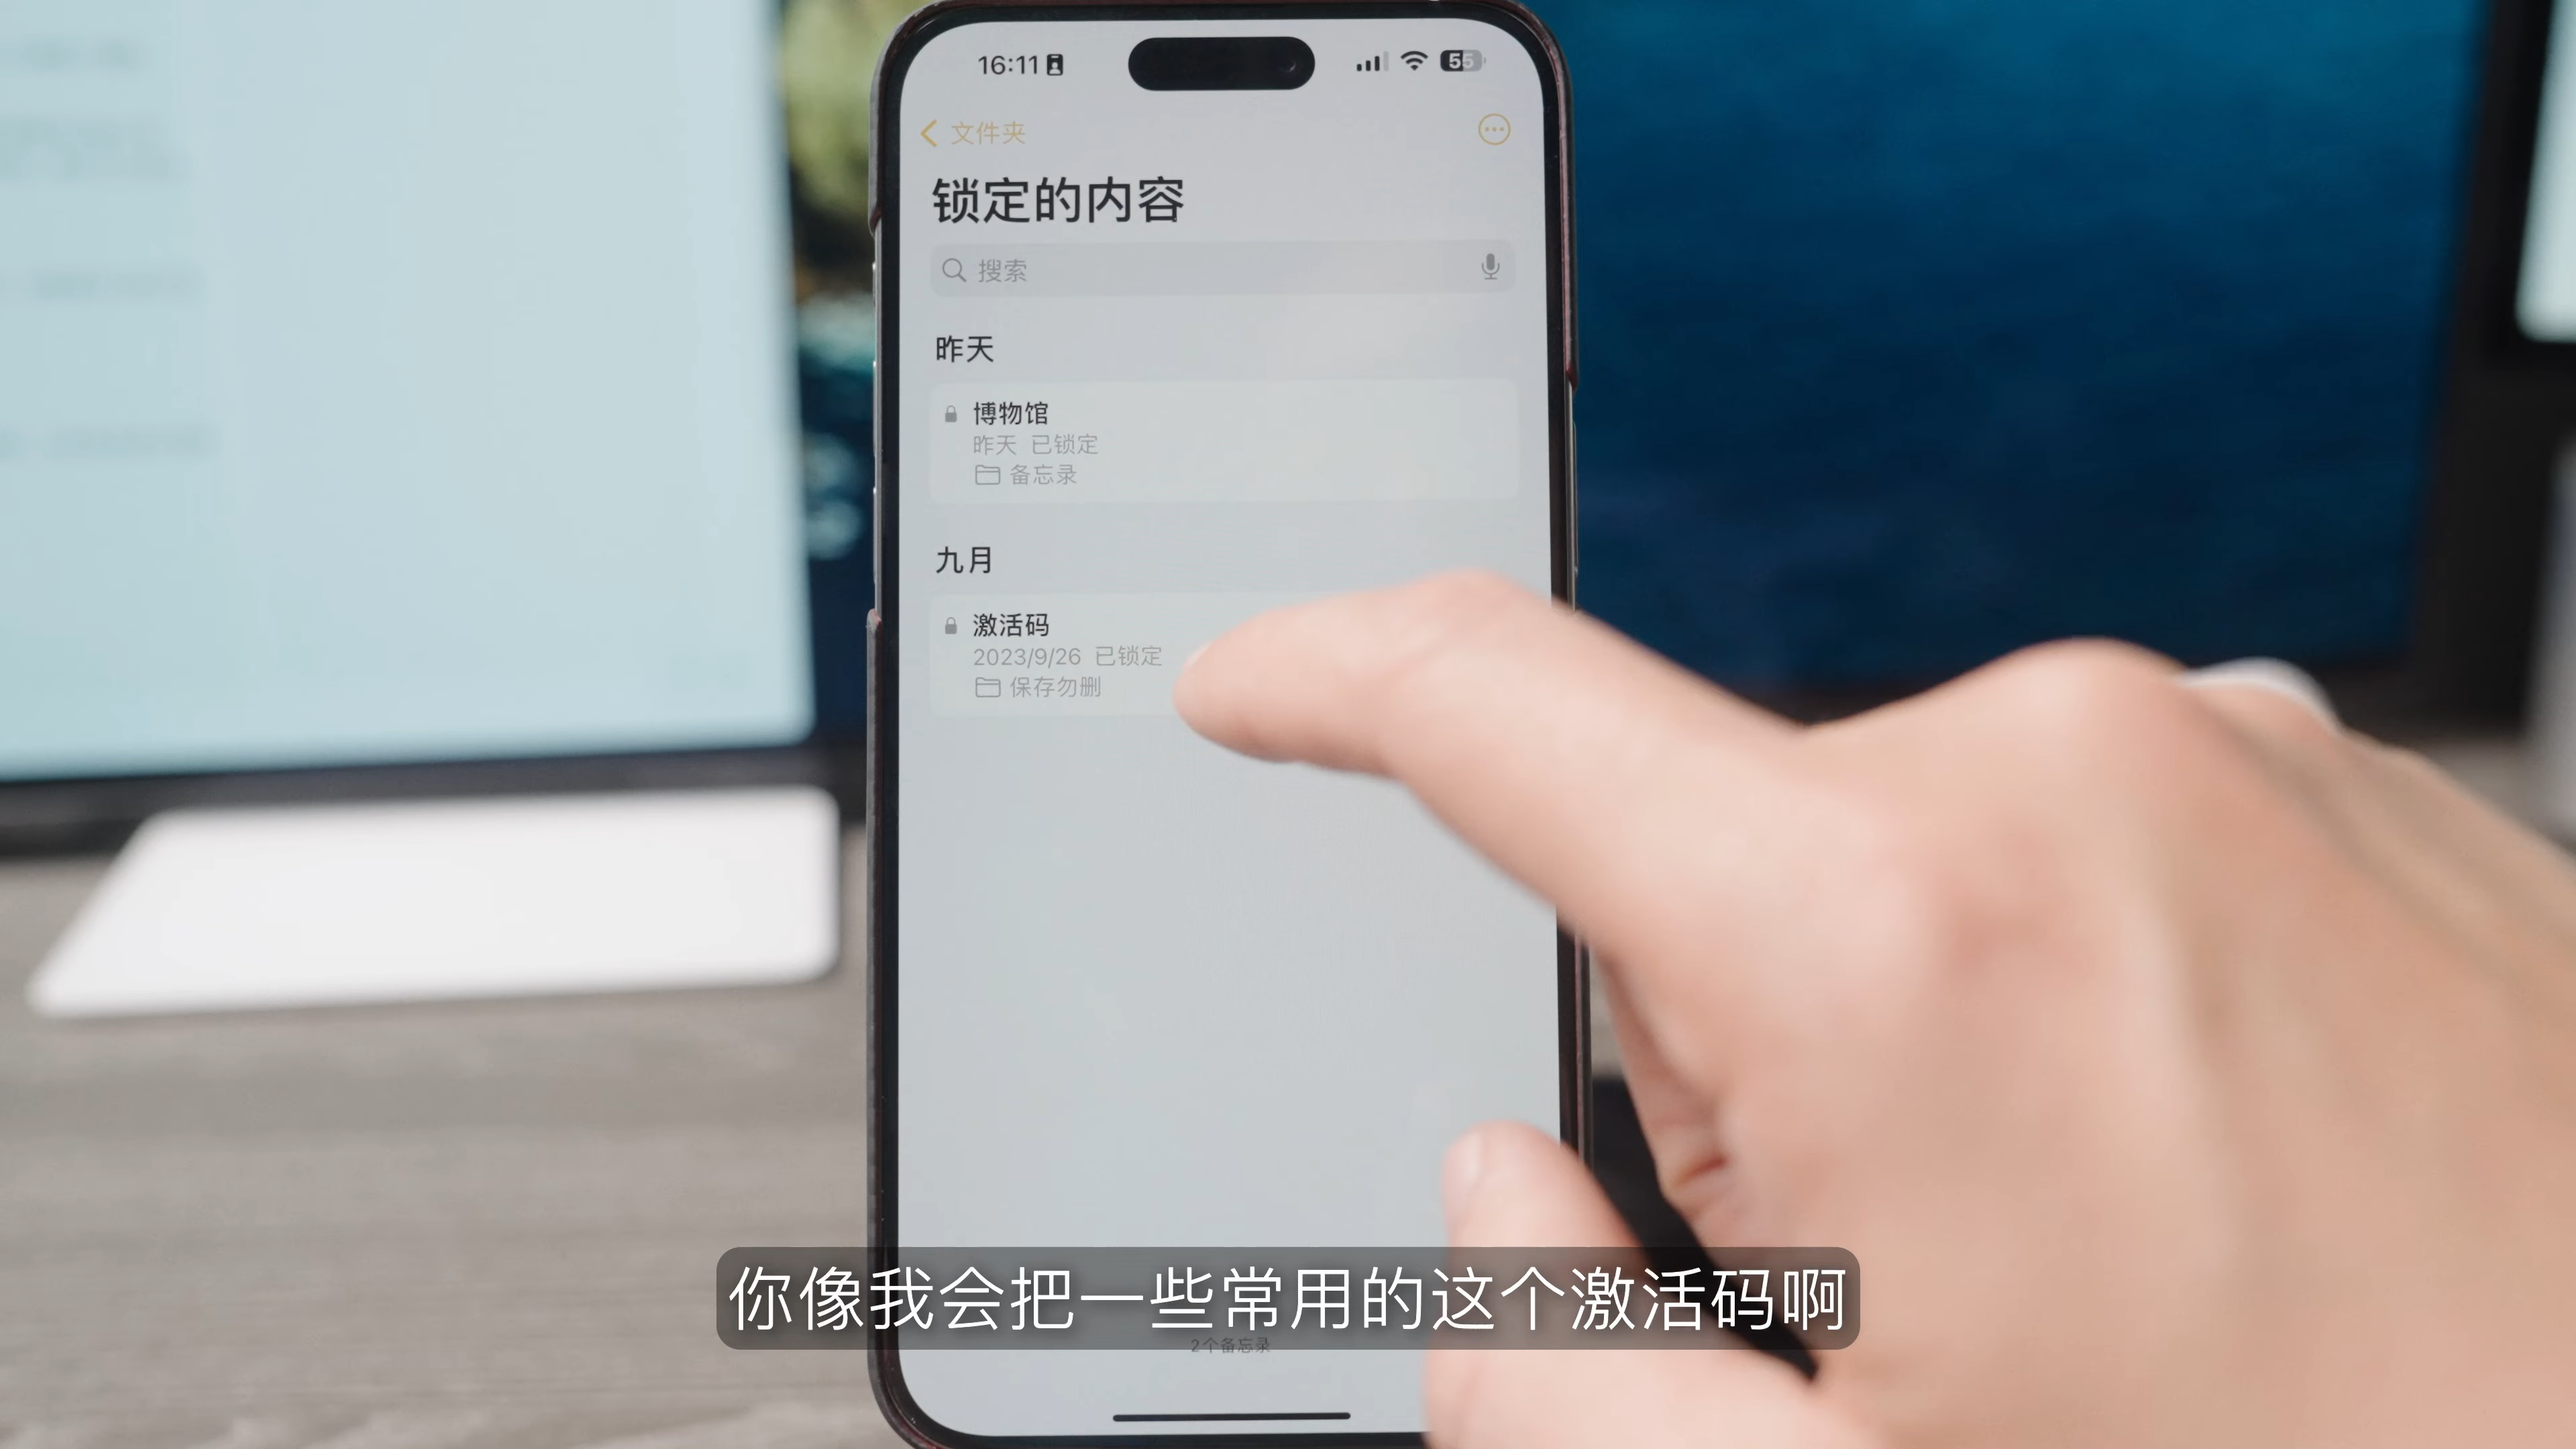 16:11
55
文件夹
锁定的内容
搜索
昨天
博物馆
昨天 已锁定
备忘录
九月
激活码
2023/9/26 已锁定
保存勿删
你像我会把一些常用的这个激活码啊
2个备忘录